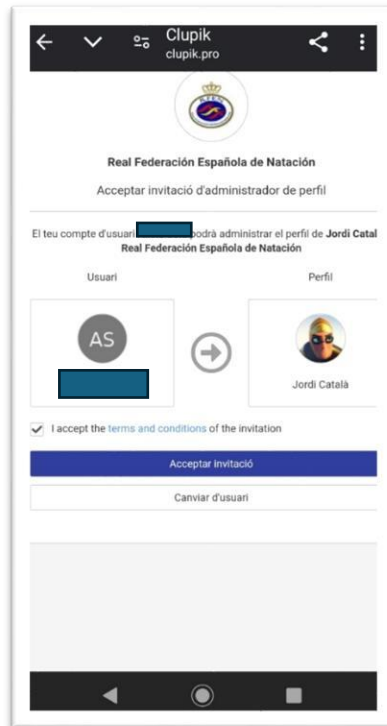 Clupik
clupik.pro
Real Federación Española de Natación
Acceptar invitació d'administrador de perfil
El teu compte d'usuari podrà administrar el perfil de Jordi Catal
Real Federación Española de Natación
Usuari Perfil
AS
Jordi Català
I accept the terms and conditions of the invitation
Acceptar Invitació
Canviar d'usuari